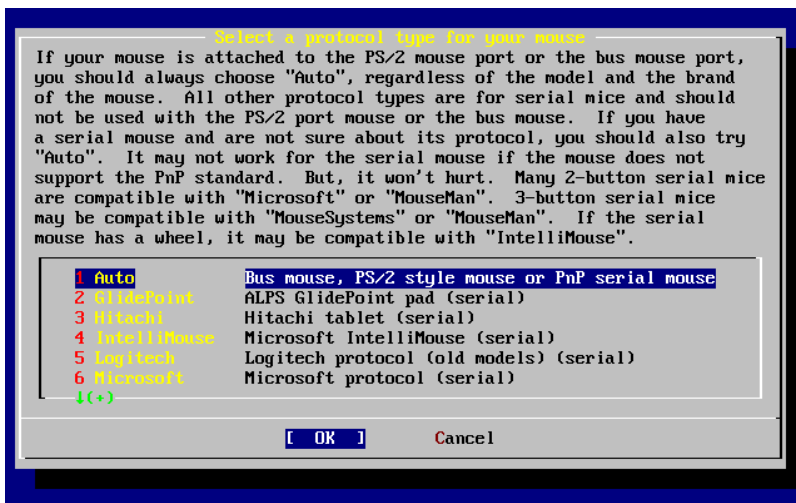 Select a protocol type for your mouse
If your mouse is attached to the PS/2 mouse port or the bus mouse port,
you should always choose "Auto", regardless of the model and the brand
of the mouse.  All other protocol types are for serial mice and should
not be used with the PS/2 port mouse or the bus mouse.  If you have
a serial mouse and are not sure about its protocol, you should also try
"Auto".  It may not work for the serial mouse if the mouse does not
support the PnP standard.  But, it won't hurt.  Many 2-button serial mice
are compatible with "Microsoft" or "MouseMan".  3-button serial mice
may be compatible with "MouseSystems" or "MouseMan".  If the serial
mouse has a wheel, it may be compatible with "IntelliMouse".
1 Auto Bus mouse, PS/2 style mouse or PnP serial mouse
2 GlidePoint ALPS GlidePoint pad (serial)
3 Hitachi Hitachi tablet (serial)
4 IntelliMouse Microsoft IntelliMouse (serial)
5 Logitech Logitech protocol (old models) (serial)
6 Microsoft Microsoft protocol (serial)
↓(+)
[ OK ] Cancel